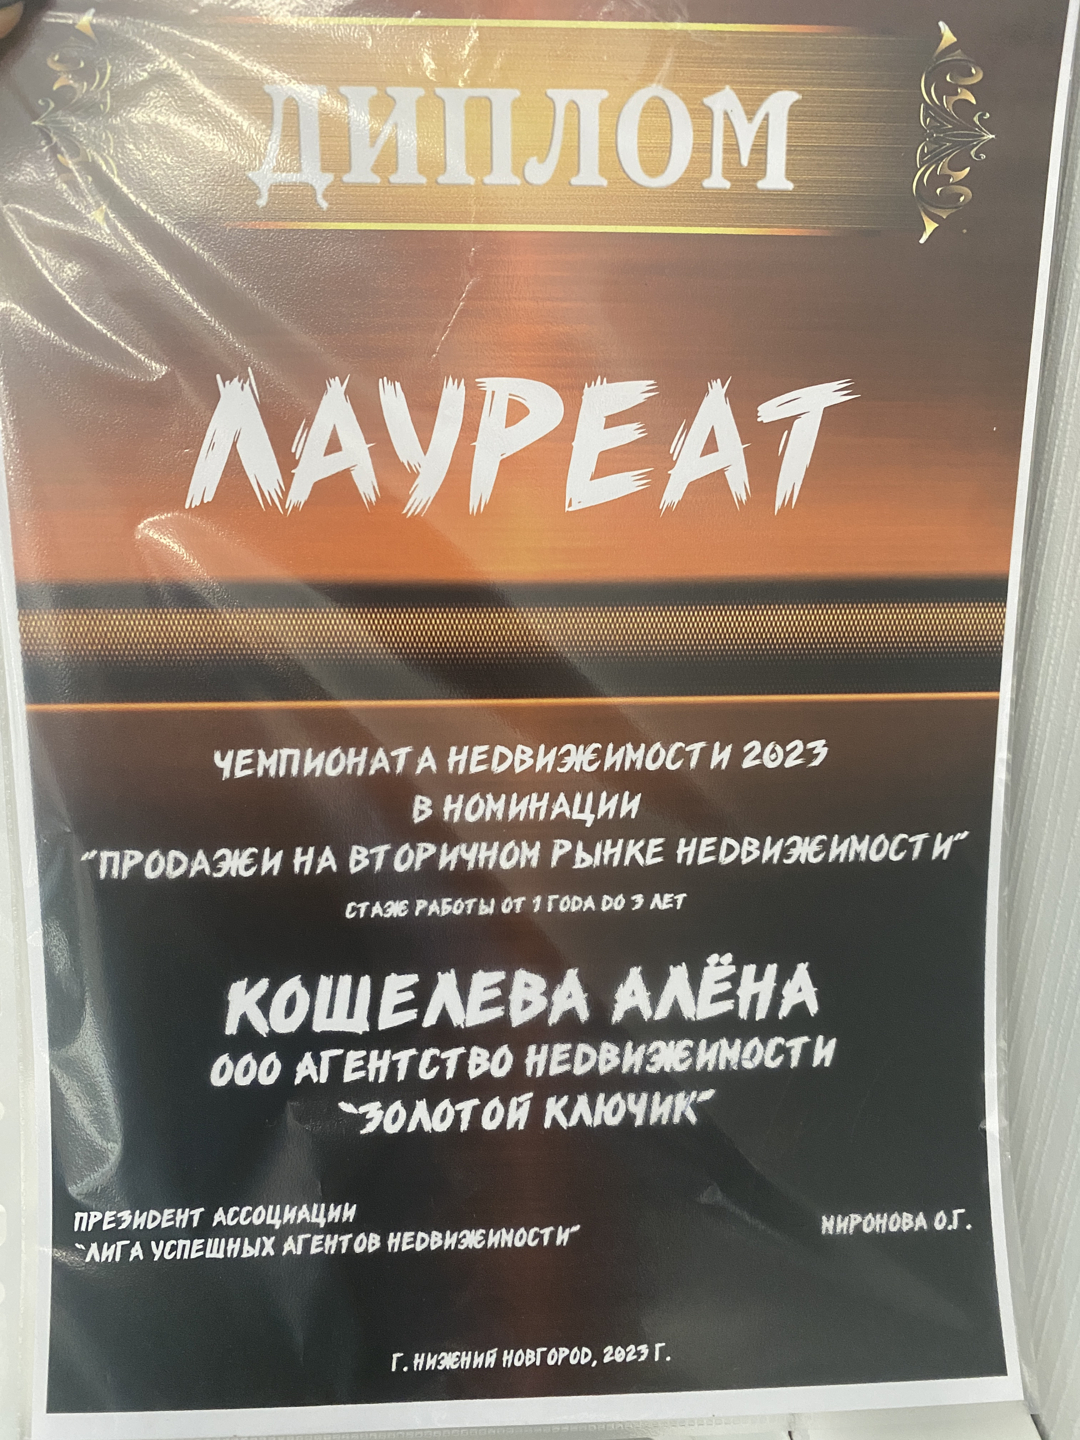 ДИПЛОМ
ЛАУРЕАТ
ЧЕМПИОНАТА НЕДВИЖИМОСТИ 2023
В НОМИНАЦИИ
“ПРОДАЖИ НА ВТОРИЧНОМ РЫНКЕ НЕДВИЖИМОСТИ”
СТАЖ РАБОТЫ ОТ 1 ГОДА ДО 3 ЛЕТ
КОШЕЛЕВА АЛЁНА
ООО АГЕНТСТВО НЕДВИЖИМОСТИ
“ЗОЛОТОЙ КЛЮЧИК”
ПРЕЗИДЕНТ АССОЦИАЦИИ
“ЛИГА УСПЕШНЫХ АГЕНТОВ НЕДВИЖИМОСТИ”
МИРОНОВА О.Г.
Г. НИЖНИЙ НОВГОРОД, 2023 Г.